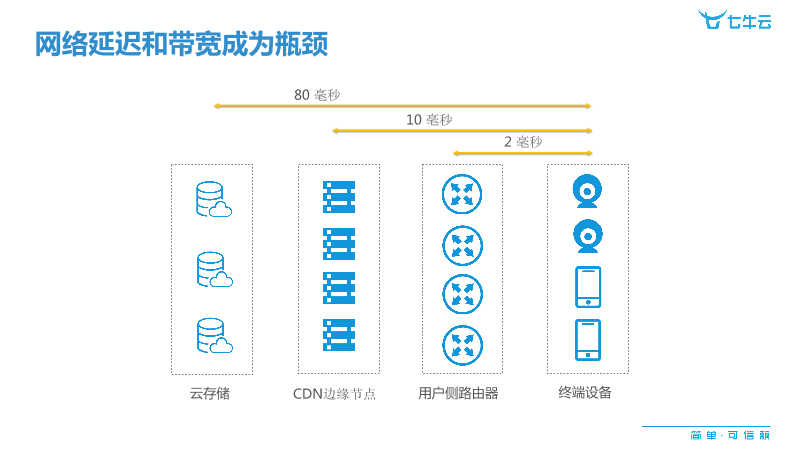 七牛云
网络延迟和带宽成为瓶颈
80 毫秒
10 毫秒
2 毫秒
云存储
CDN边缘节点
用户侧路由器
终端设备
简单·可信赖